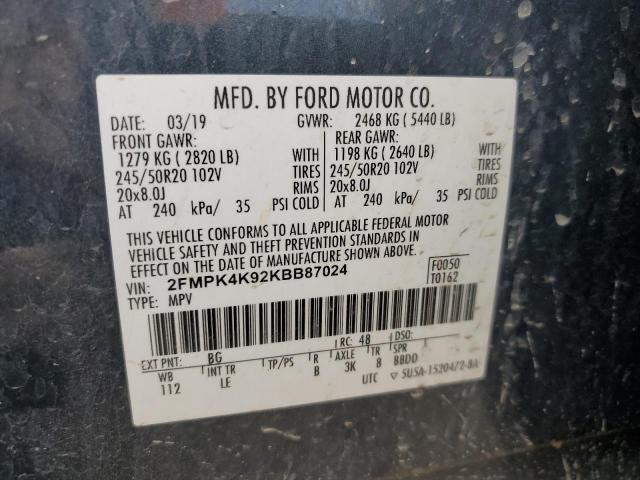 MFD. BY FORD MOTOR CO.
DATE: 03/19 GVWR: 2468 KG ( 5440 LB)
FRONT GAWR: REAR GAWR:
1279 KG ( 2820 LB) WITH 1198 KG ( 2640 LB) WITH
245/50R20 102V TIRES 245/50R20 102V TIRES
20x8.0J RIMS 20x8.0J RIMS
AT 240 kPa/ 35 PSI COLD AT 240 kPa/ 35 PSI COLD
THIS VEHICLE CONFORMS TO ALL APPLICABLE FEDERAL MOTOR
VEHICLE SAFETY AND THEFT PREVENTION STANDARDS IN
EFFECT ON THE DATE OF MANUFACTURE SHOWN ABOVE.
VIN: 2FMPK4K92KBB87024 F0050
TYPE: MPV T0162
EXT PNT: BG RC: 48 DSO:
WB INT TR TP/PS R AXLE TR SPR
112 LE B 3K 8 BBDD
UTC 5U5A-1520472-BA